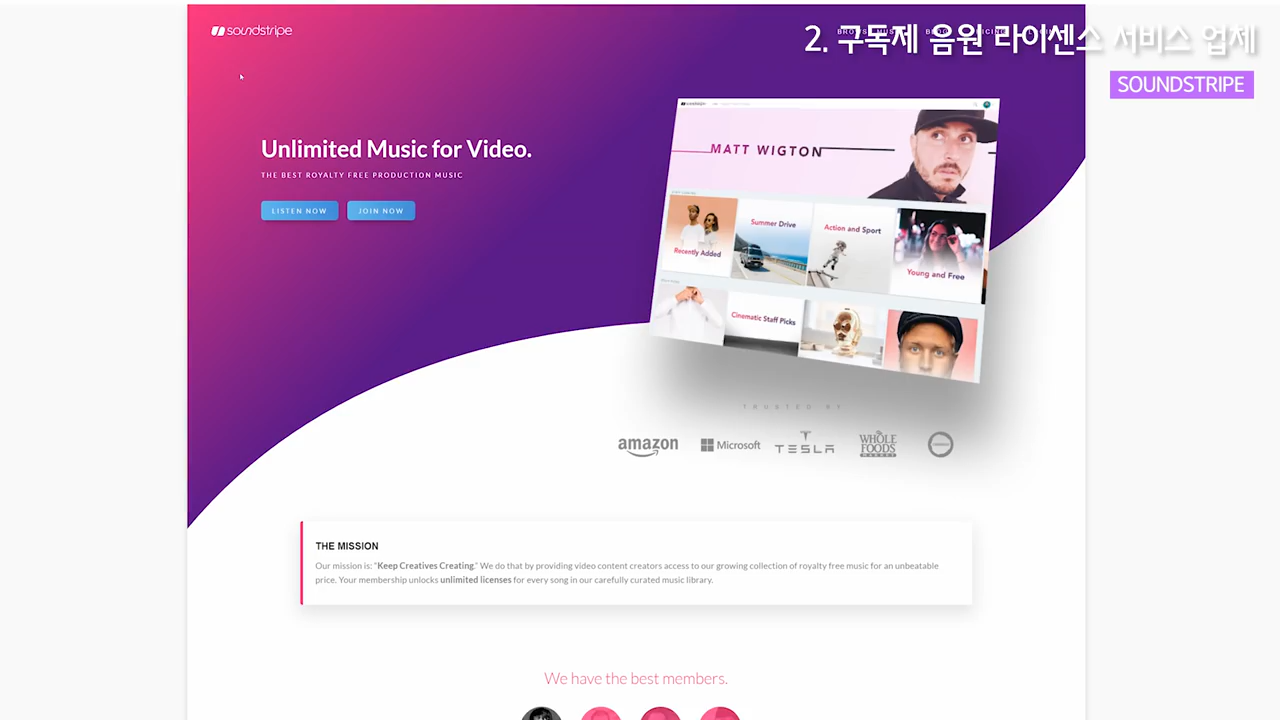 soundstripe
2. 구독제 음원 라이센스 서비스 업체
SOUNDSTRIPE
Unlimited Music for Video.
THE BEST ROYALTY FREE PRODUCTION MUSIC
LISTEN NOW
JOIN NOW
soundstripe
MATT WIGTON
Recently Added
Summer Drive
Action and Sport
Young and Free
Cinematic Staff Picks
TRUSTED BY
amazon
Microsoft
TESLA
WHOLE
FOODS
MARKET
THE MISSION
Our mission is: "Keep Creatives Creating." We do that by providing video content creators access to our growing collection of royalty free music for an unbeatable
price. Your membership unlocks unlimited licenses for every song in our carefully curated music library.
We have the best members.